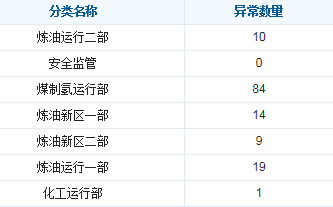 分类名称 异常数量
炼油运行二部 10
安全监管 0
煤制氢运行部 84
炼油新区一部 14
炼油新区二部 9
炼油运行一部 19
化工运行部 1